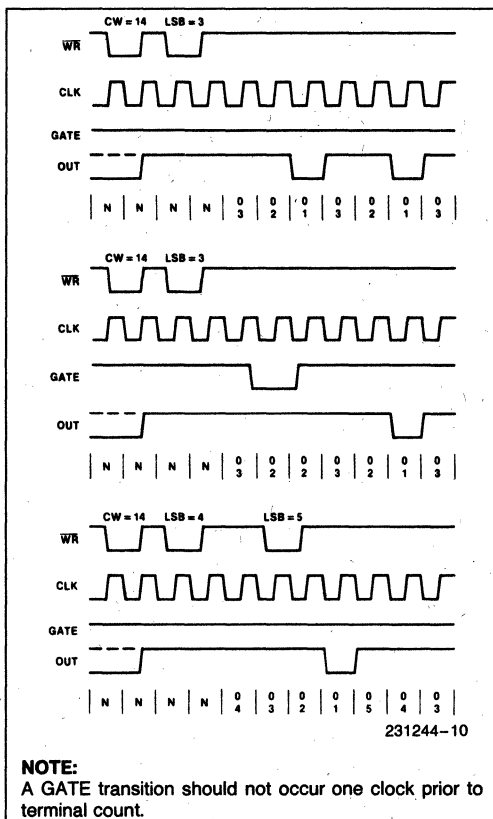 CW = 14 LSB = 3
WR
CLK
GATE
OUT
N N N N 0 0 0 0 0 0 0
3 2 1 3 2 1 3
CW = 14 LSB = 3
WR
CLK
GATE
OUT
N N N N 0 0 0 0 0 0 0
3 2 2 3 2 1 3
CW = 14 LSB = 4 LSB = 5
WR
CLK
GATE
OUT
N N N N 0 0 0 0 0 0 0
4 3 2 1 5 4 3
231244-10
NOTE:
A GATE transition should not occur one clock prior to
terminal count.